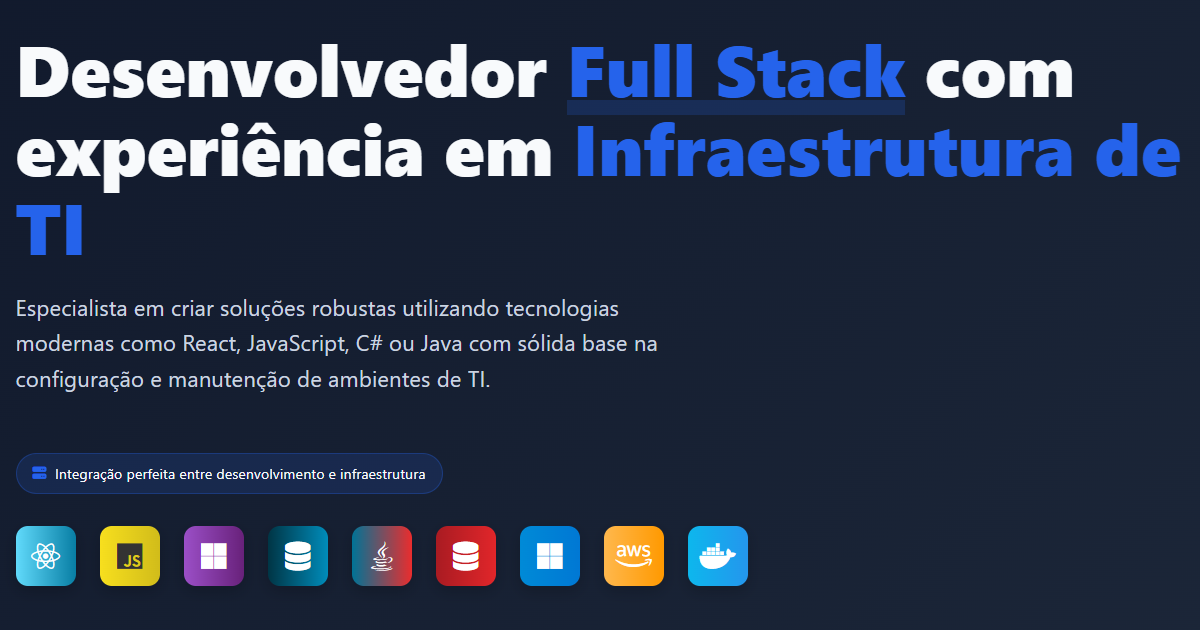 Desenvolvedor Full Stack com
experiência em Infraestrutura de
TI
Especialista em criar soluções robustas utilizando tecnologias
modernas como React, JavaScript, C# ou Java com sólida base na
configuração e manutenção de ambientes de TI.
Integração perfeita entre desenvolvimento e infraestrutura
JS
aws